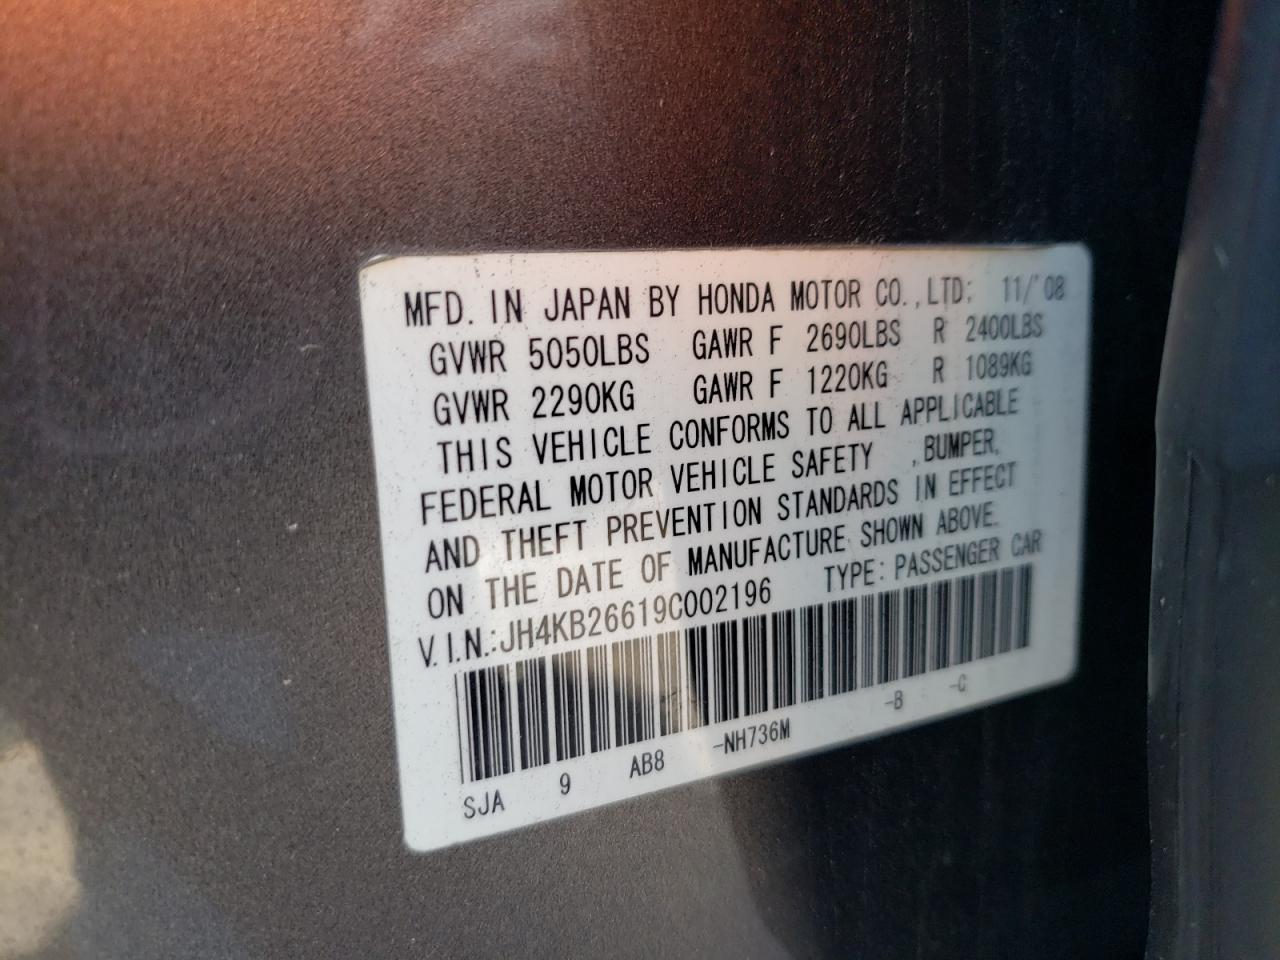 MFD. IN JAPAN BY HONDA MOTOR CO.,LTD. 11/'08
GVWR 5050LBS GAWR F 2690LBS R 2400LBS
GVWR 2290KG GAWR F 1220KG R 1089KG
THIS VEHICLE CONFORMS TO ALL APPLICABLE
FEDERAL MOTOR VEHICLE SAFETY ,BUMPER,
AND THEFT PREVENTION STANDARDS IN EFFECT
ON THE DATE OF MANUFACTURE SHOWN ABOVE.
V.I.N.:JH4KB26619C002196 TYPE:PASSENGER CAR
SJA 9 AB8 -NH736M -B -C